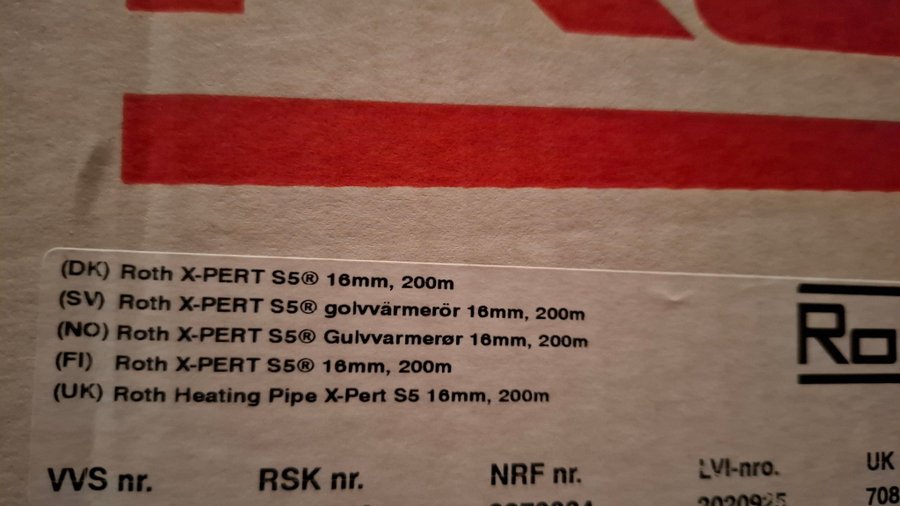 (DK) Roth X-PERT S5® 16mm, 200m
(SV) Roth X-PERT S5® golvvärmerör 16mm, 200m
(NO) Roth X-PERT S5® Gulvvarmerør 16mm, 200m
(FI) Roth X-PERT S5® 16mm, 200m
(UK) Roth Heating Pipe X-Pert S5 16mm, 200m
Ro
VVS nr. RSK nr. NRF nr. LVI-nro. UK
2020925 708